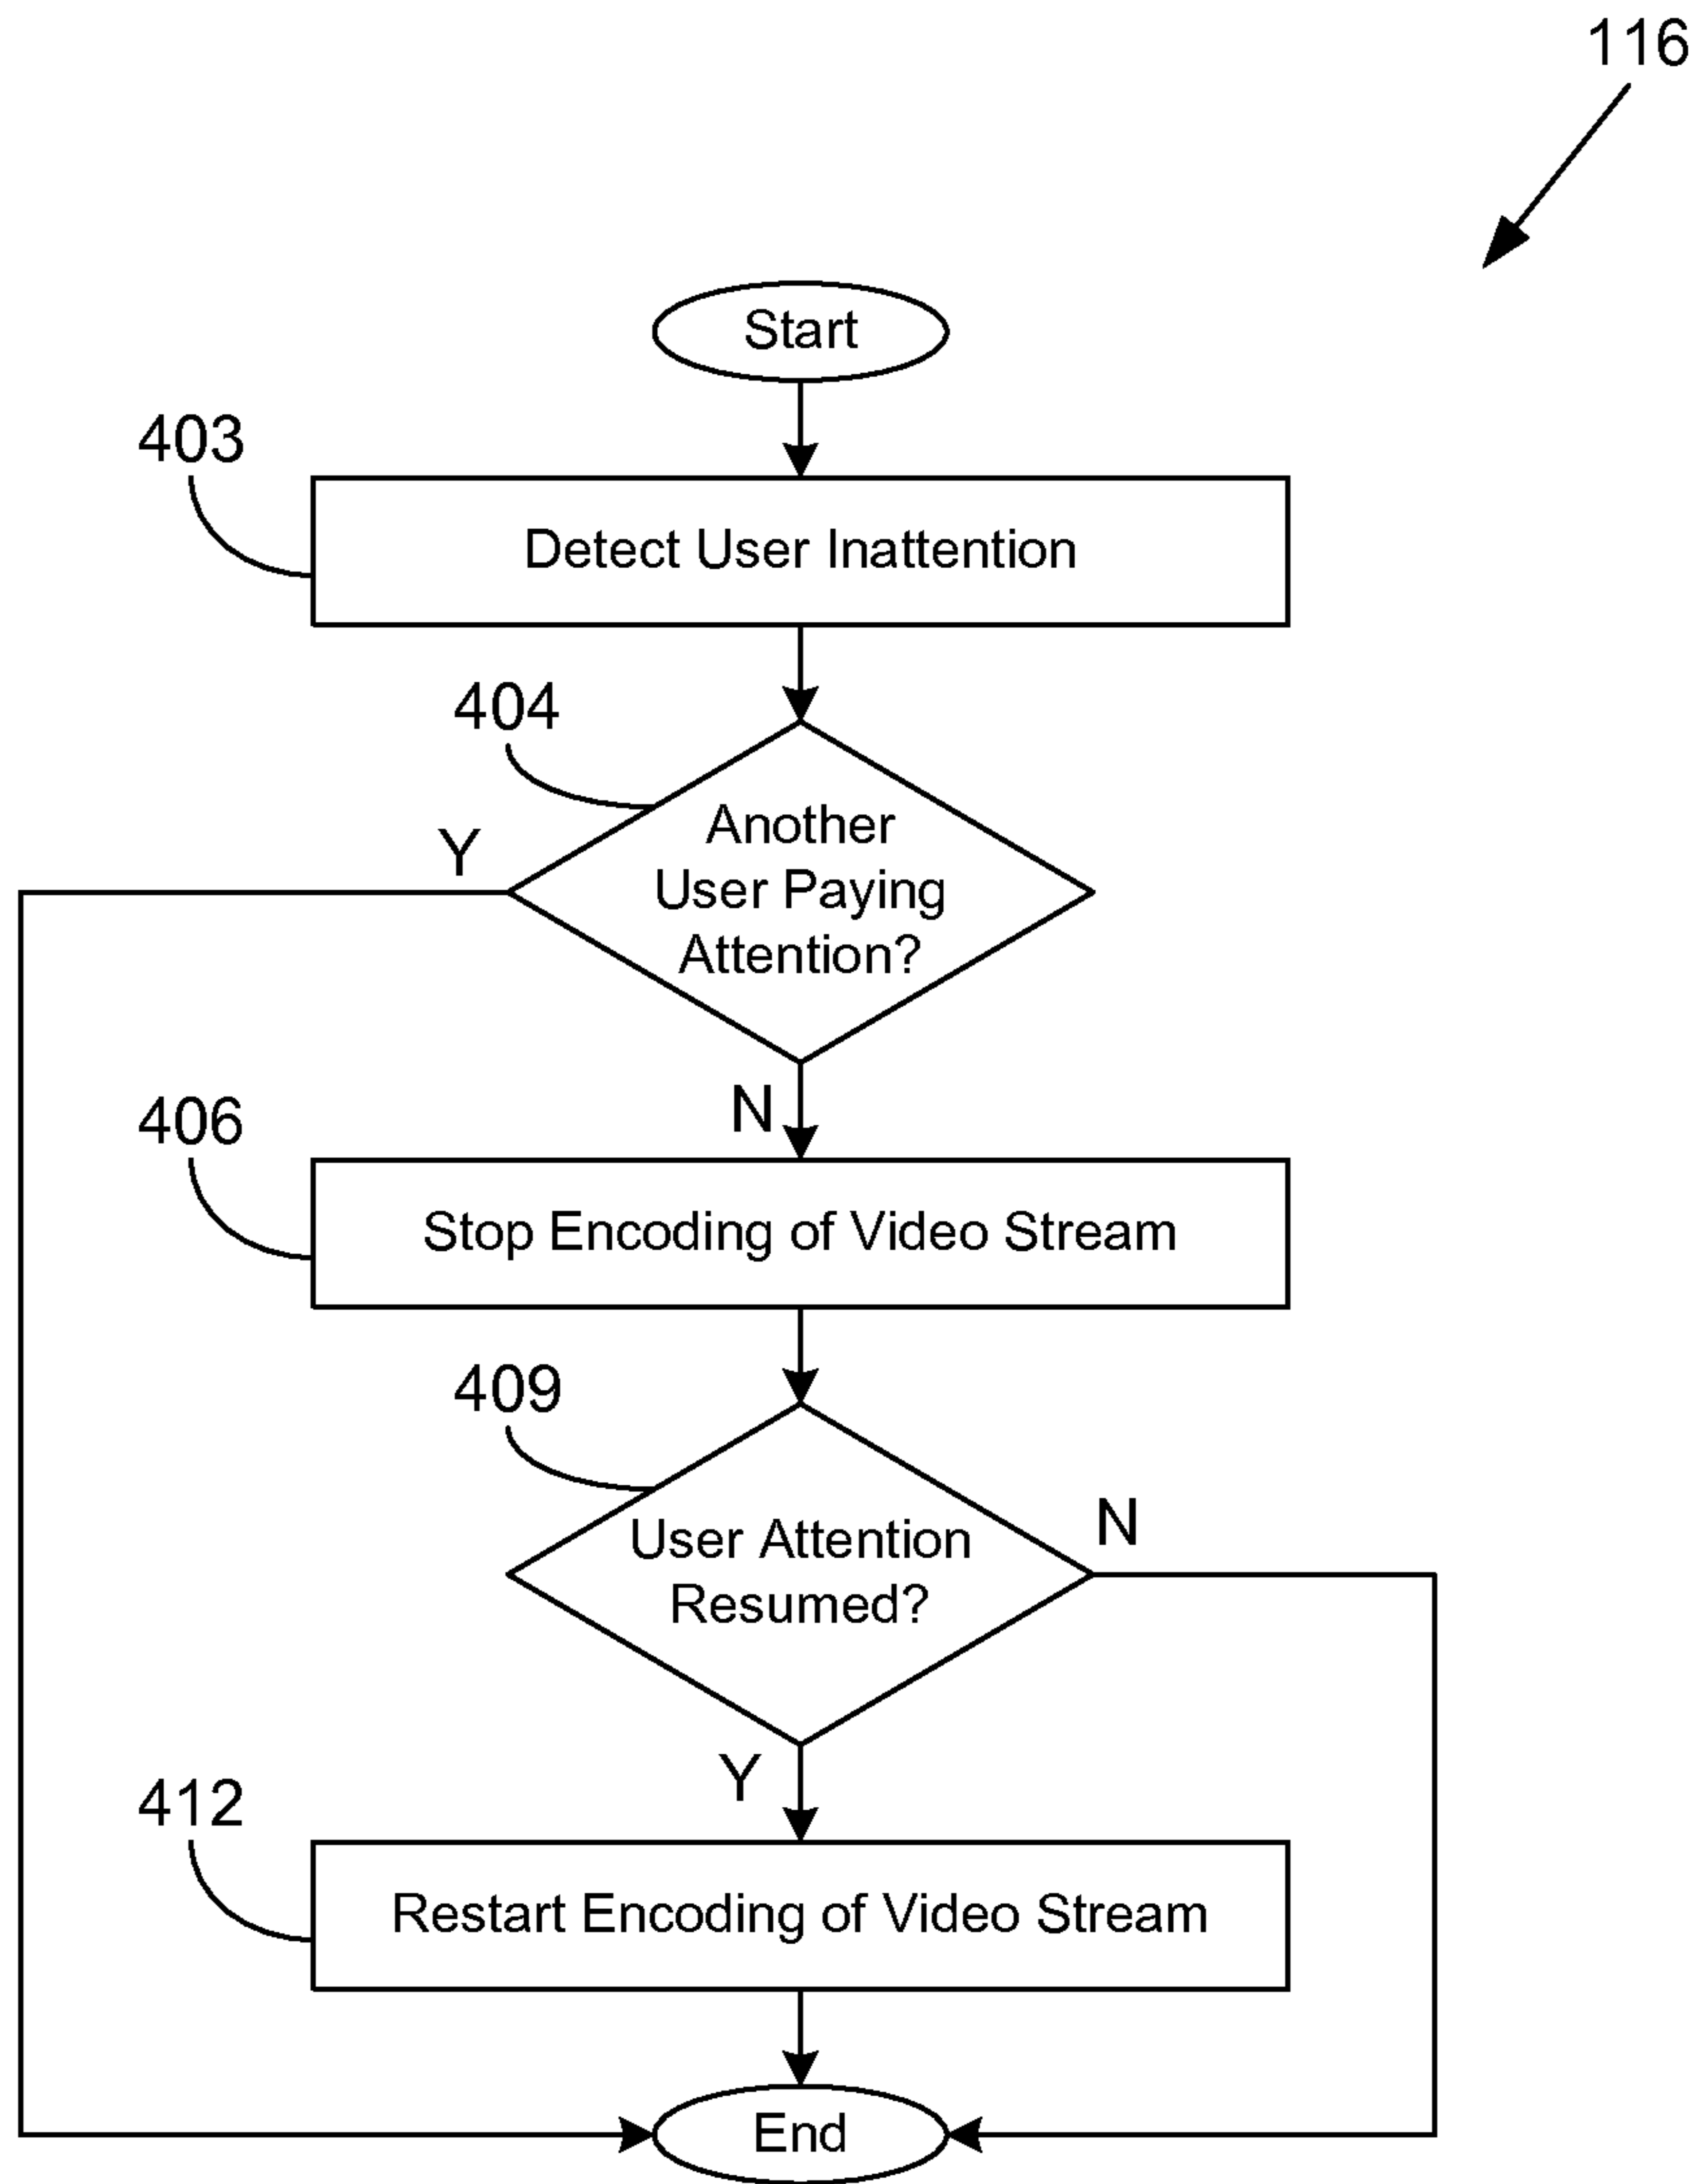 116
Start
403
Detect User Inattention
404
Another
User Paying
Attention?
Y
N
406
Stop Encoding of Video Stream
409
User Attention
Resumed?
N
Y
412
Restart Encoding of Video Stream
End